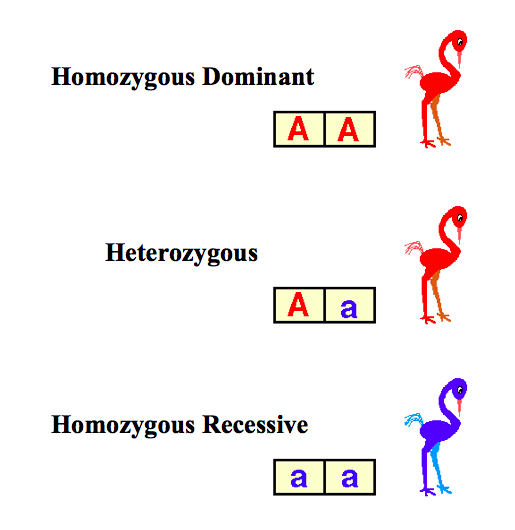 Homozygous Dominant
A A
Heterozygous
A a
Homozygous Recessive
a a